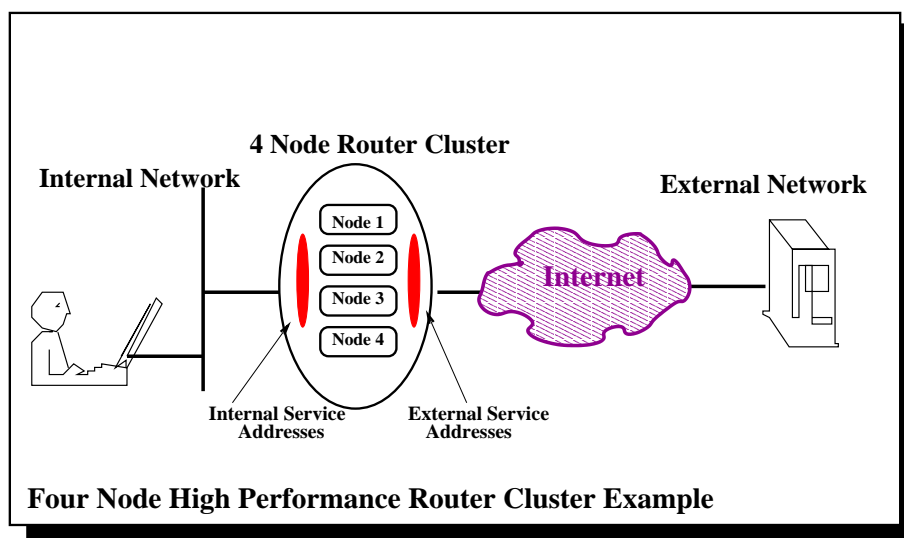 4 Node Router Cluster
Internal Network
External Network
Node 1
Node 2
Node 3
Node 4
Internet
Internal Service
Addresses
External Service
Addresses
Four Node High Performance Router Cluster Example